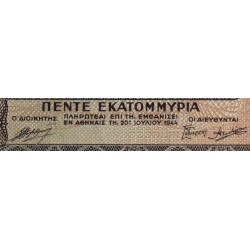 ΠΕΝΤΕ ΕΚΑΤΟΜΜΥΡΙΑ
Ο ΔΙΟΙΚΗΤΗΣ ΠΛΗΡΩΤΕΑΙ ΕΠΙ ΤΗ ΕΜΦΑΝΙΣΕΙ ΟΙ ΔΙΕΥΘΥΝΤΑΙ
ΕΝ ΑΘΗΝΑΙΣ ΤΗ, 20ῌ ΙΟΥΛΙΟΥ 1944